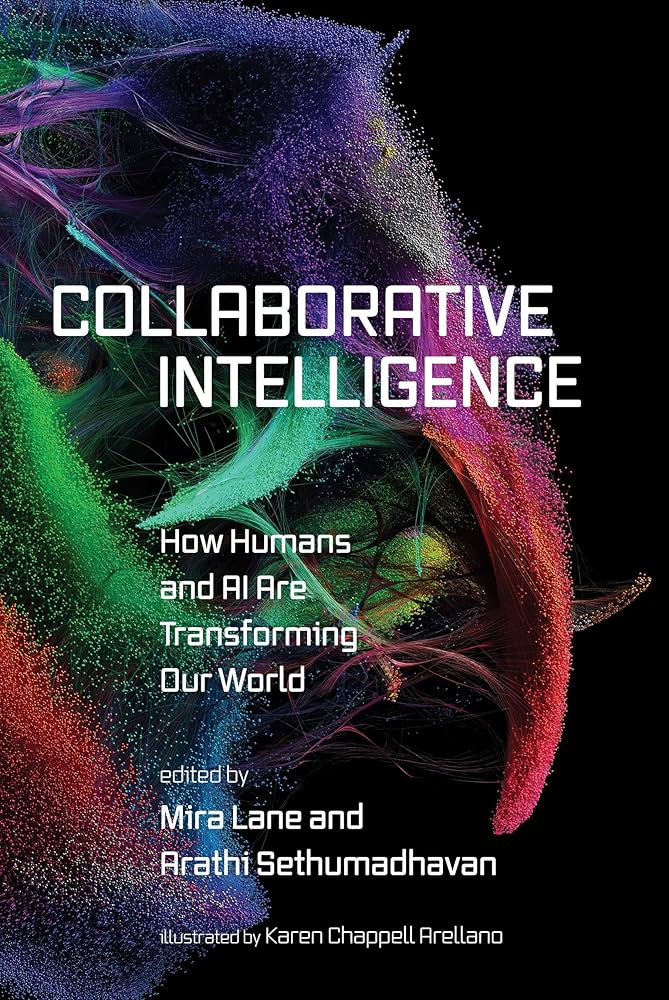 COLLABORATIVE
INTELLIGENCE
How Humans
and AI Are
Transforming
Our World
edited by
Mira Lane and
Arathi Sethumadhavan
illustrated by Karen Chappell Arellano